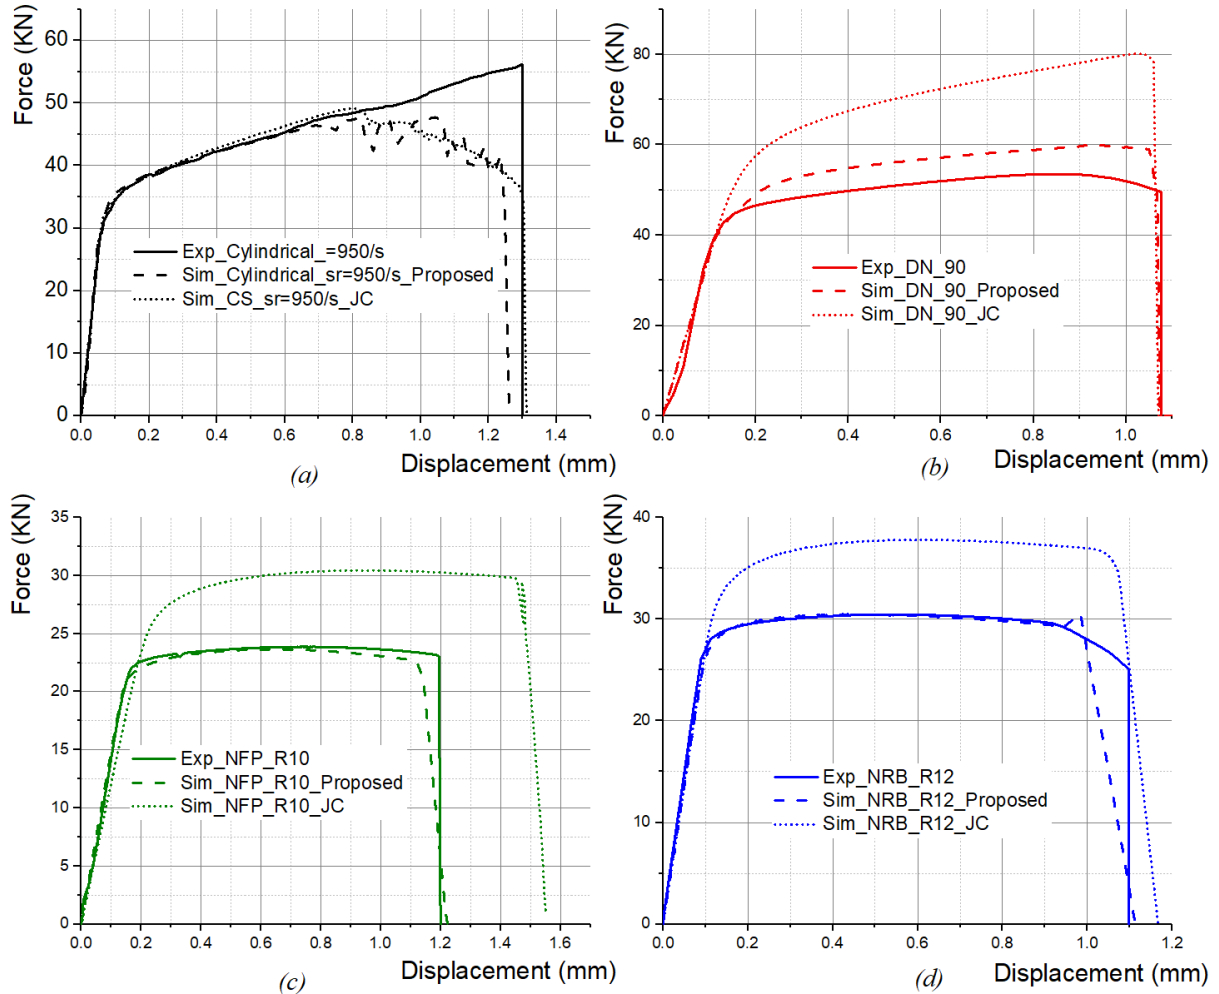 Force (KN)
60
50
40
30
20
10
0
Exp_Cylindrical_=950/s
Sim_Cylindrical_sr=950/s_Proposed
Sim_CS_sr=950/s_JC
0.0 0.2 0.4 0.6 0.8 1.0 1.2 1.4
Displacement (mm)
(a)
Force (KN)
80
60
40
20
0
Exp_DN_90
Sim_DN_90_Proposed
Sim_DN_90_JC
0.0 0.2 0.4 0.6 0.8 1.0
Displacement (mm)
(b)
Force (KN)
35
30
25
20
15
10
5
0
Exp_NFP_R10
Sim_NFP_R10_Proposed
Sim_NFP_R10_JC
0.0 0.2 0.4 0.6 0.8 1.0 1.2 1.4 1.6
Displacement (mm)
(c)
Force (KN)
40
30
20
10
0
Exp_NRB_R12
Sim_NRB_R12_Proposed
Sim_NRB_R12_JC
0.0 0.2 0.4 0.6 0.8 1.0 1.2
Displacement (mm)
(d)